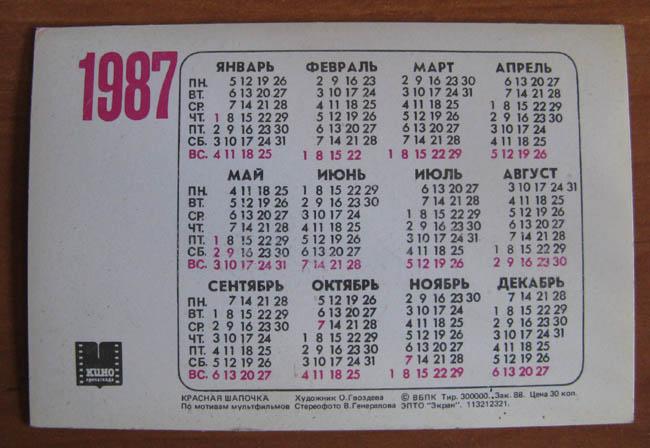 1987
ЯНВАРЬ ФЕВРАЛЬ МАРТ АПРЕЛЬ
ПН. 5 12 19 26 2 9 16 23 2 9 16 23 30 6 13 20 27
ВТ. 6 13 20 27 3 10 17 24 3 10 17 24 31 7 14 21 28
СР. 7 14 21 28 4 11 18 25 4 11 18 25 1 8 15 22 29
ЧТ. 1 8 15 22 29 5 12 19 26 5 12 19 26 2 9 16 23 30
ПТ. 2 9 16 23 30 6 13 20 27 6 13 20 27 3 10 17 24
СБ. 3 10 17 24 31 7 14 21 28 7 14 21 28 4 11 18 25
ВС. 4 11 18 25 1 8 15 22 1 8 15 22 29 5 12 19 26
МАЙ ИЮНЬ ИЮЛЬ АВГУСТ
ПН. 4 11 18 25 1 8 15 22 29 6 13 20 27 3 10 17 24 31
ВТ. 5 12 19 26 2 9 16 23 30 7 14 21 28 4 11 18 25
СР. 6 13 20 27 3 10 17 24 1 8 15 22 29 5 12 19 26
ЧТ. 7 14 21 28 4 11 18 25 2 9 16 23 30 6 13 20 27
ПТ. 1 8 15 22 29 5 12 19 26 3 10 17 24 31 7 14 21 28
СБ. 2 9 16 23 30 6 13 20 27 4 11 18 25 1 8 15 22 29
ВС. 3 10 17 24 31 7 14 21 28 5 12 19 26 2 9 16 23 30
СЕНТЯБРЬ ОКТЯБРЬ НОЯБРЬ ДЕКАБРЬ
ПН. 7 14 21 28 5 12 19 26 2 9 16 23 30 7 14 21 28
ВТ. 1 8 15 22 29 6 13 20 27 3 10 17 24 1 8 15 22 29
СР. 2 9 16 23 30 7 14 21 28 4 11 18 25 2 9 16 23 30
ЧТ. 3 10 17 24 1 8 15 22 29 5 12 19 26 3 10 17 24 31
ПТ. 4 11 18 25 2 9 16 23 30 6 13 20 27 4 11 18 25
СБ. 5 12 19 26 3 10 17 24 31 7 14 21 28 5 12 19 26
ВС. 6 13 20 27 4 11 18 25 1 8 15 22 29 6 13 20 27
КИНО
КРАСНАЯ ШАПОЧКА Художник О.Гвоздева © ВБПК Тир. 300000. Зак. 88. Цена 30 коп.
По мотивам мультфильмов Стереофото В.Генералова ЭПТО "Экран". 113212321.